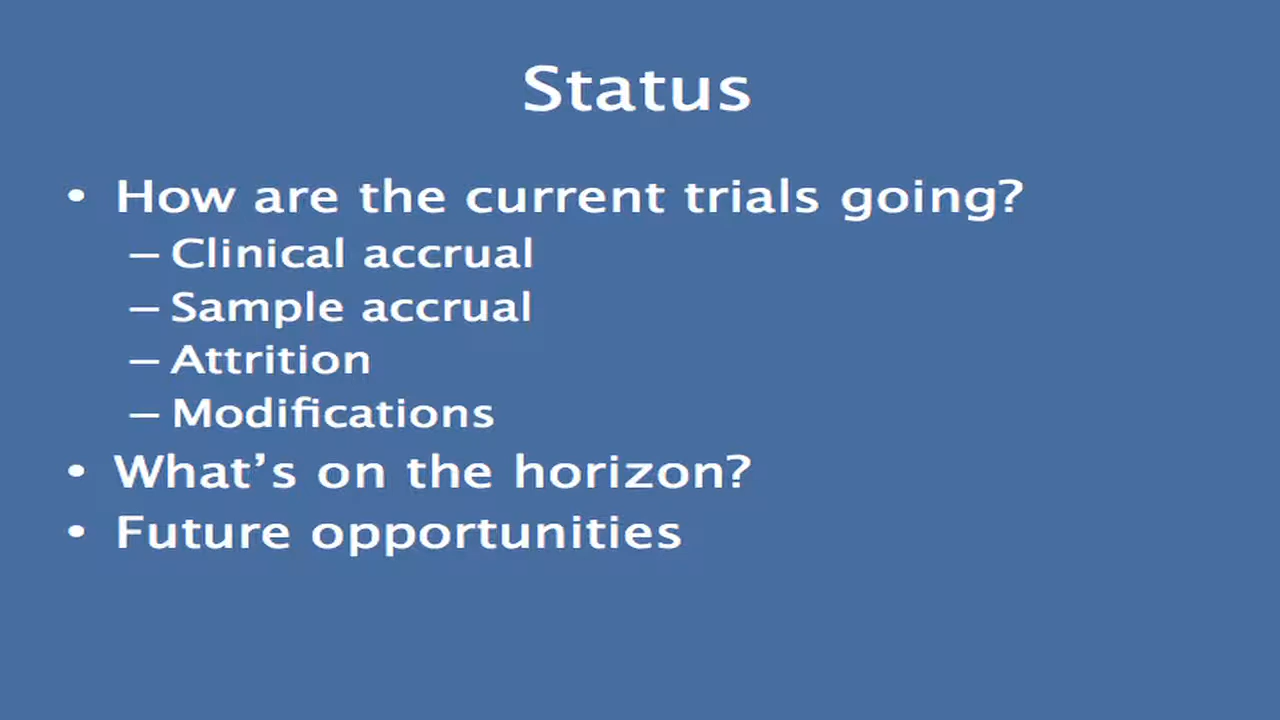 Status
• How are the current trials going?
– Clinical accrual
– Sample accrual
– Attrition
– Modifications
• What’s on the horizon?
• Future opportunities